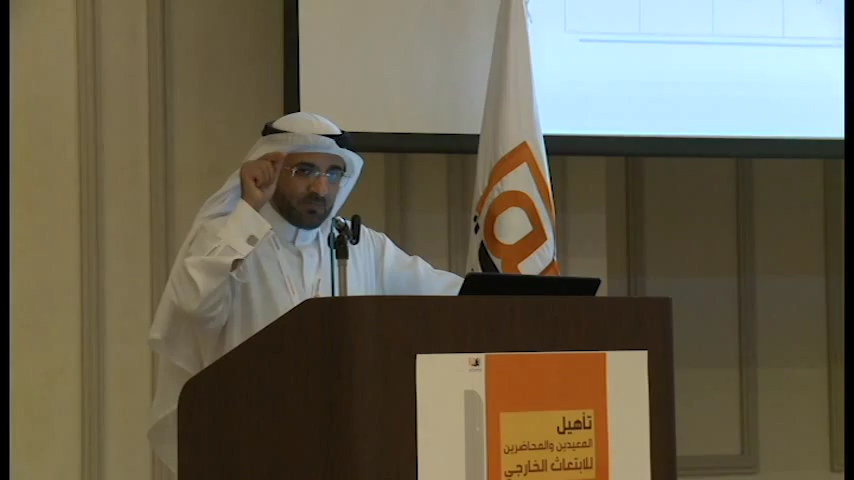 تأهيل
المعيدين والمحاضرين
للابتعاث الخارجي